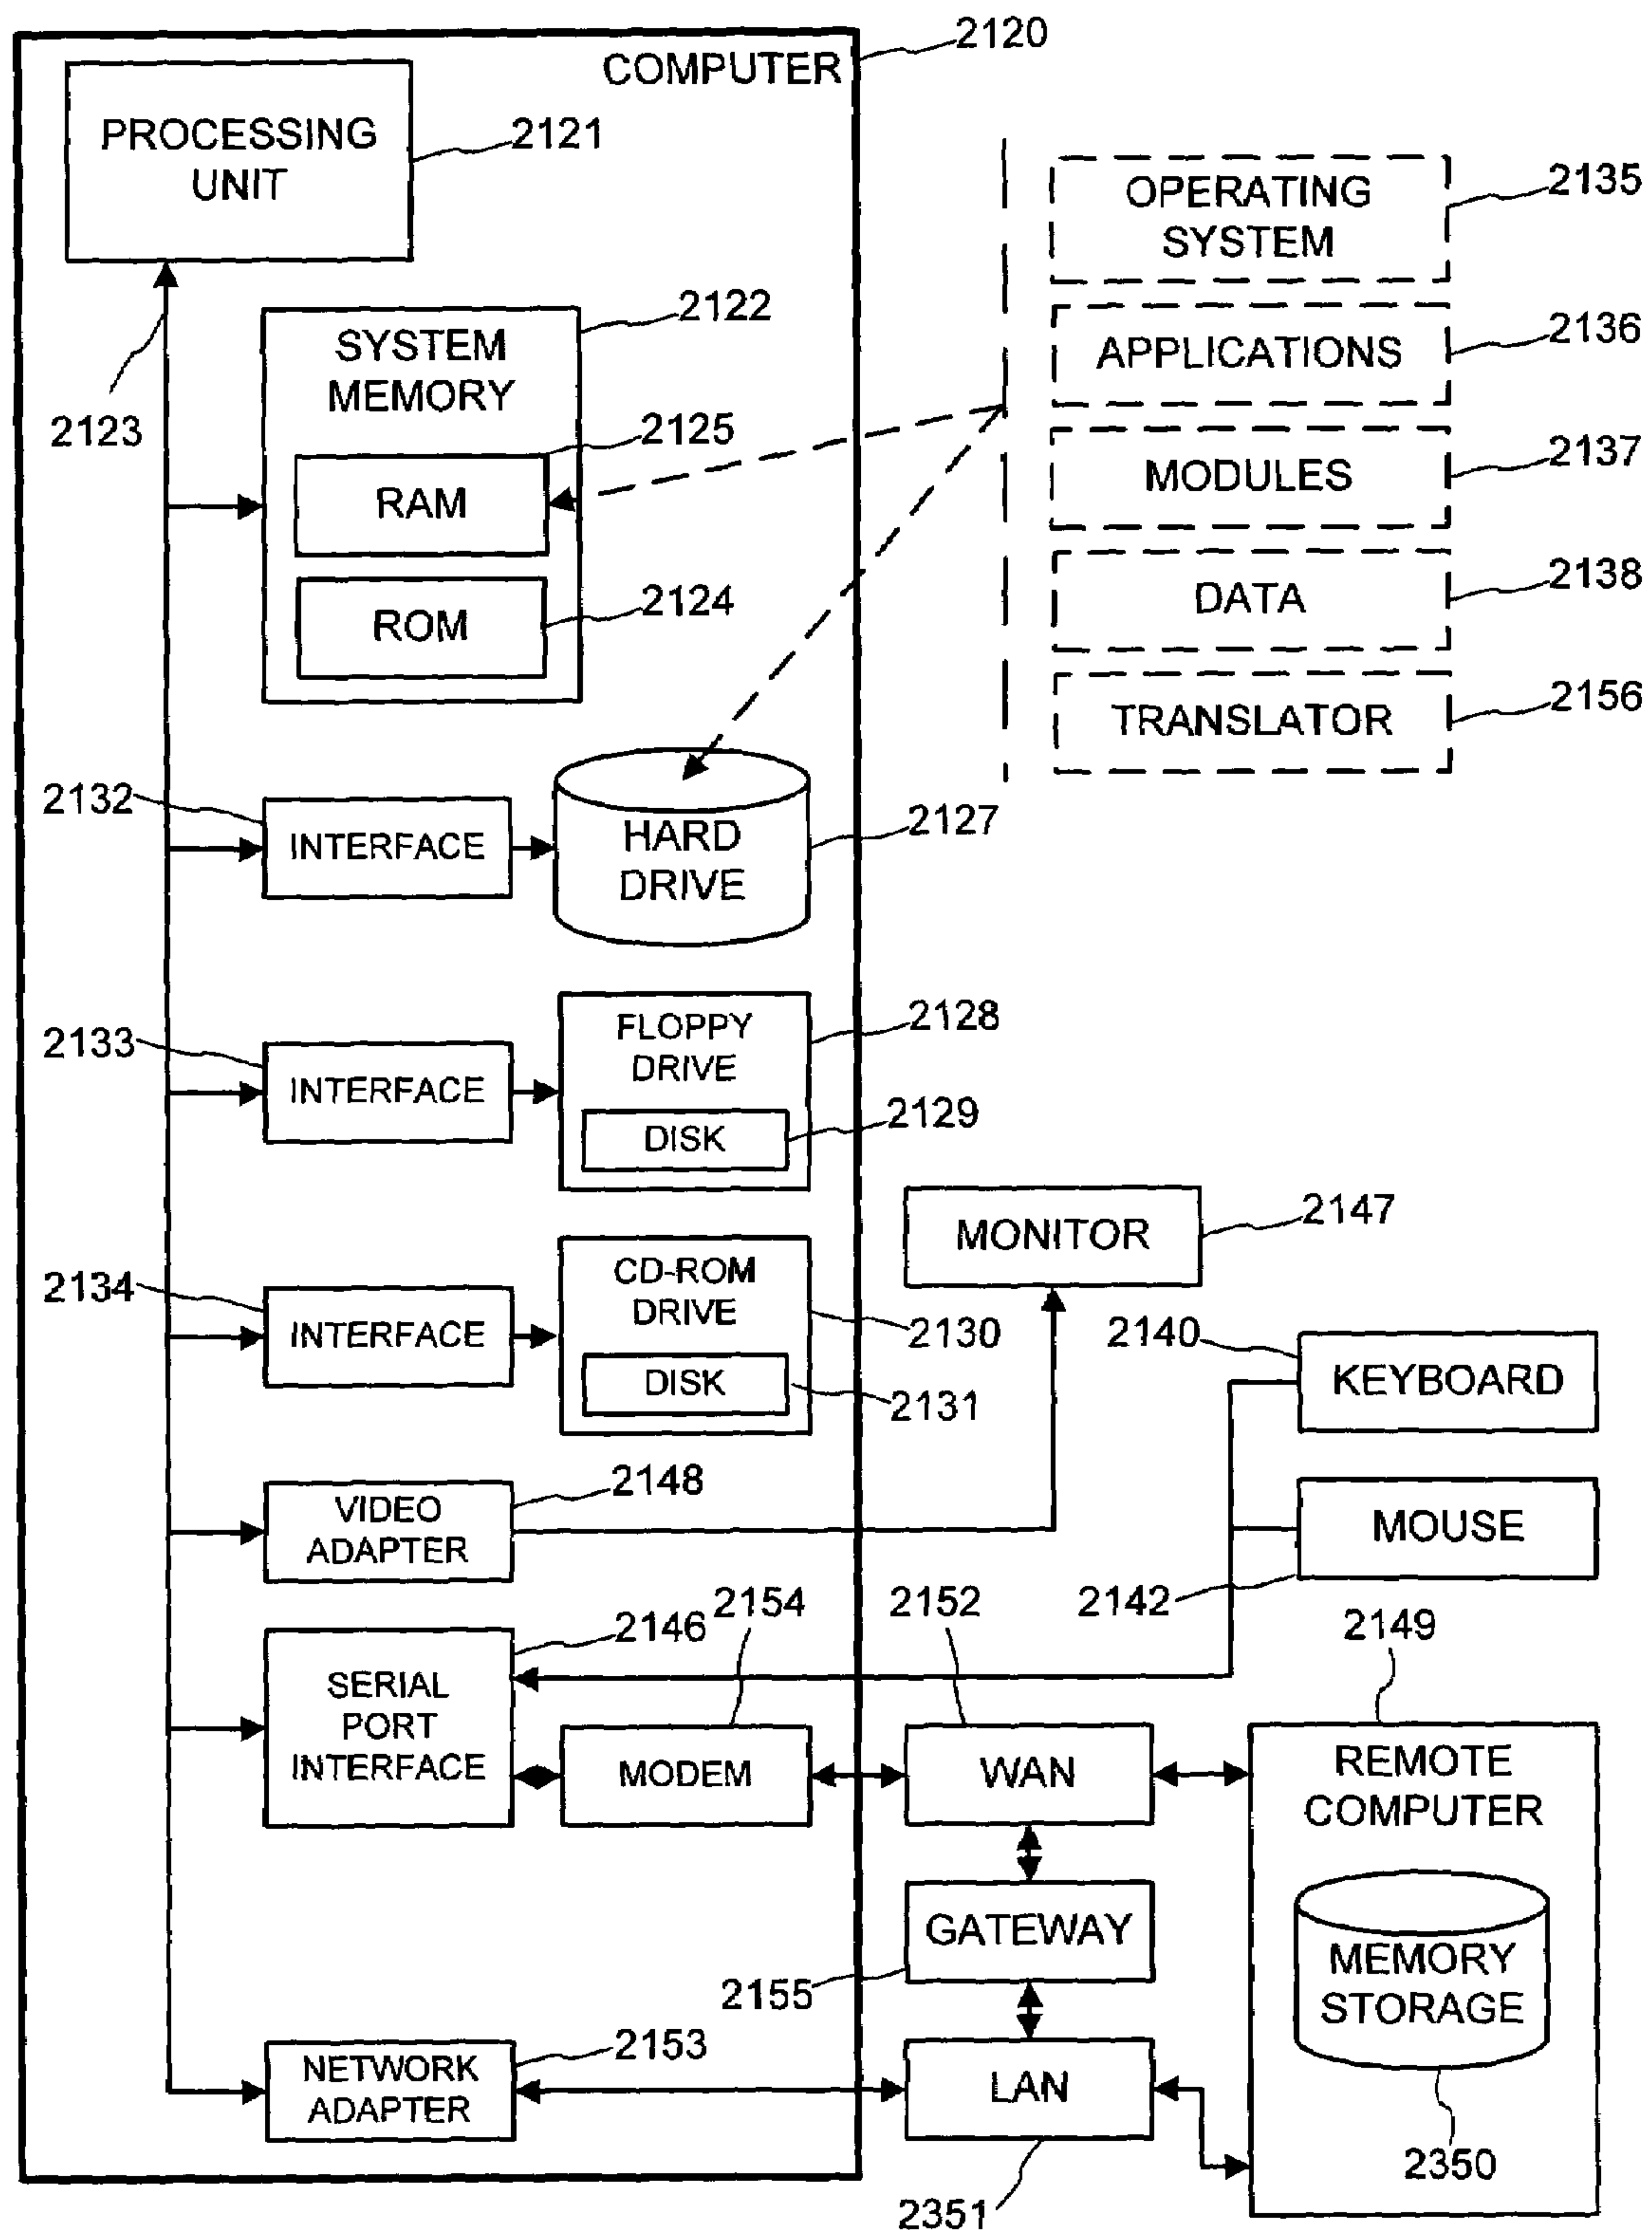 2120
COMPUTER
PROCESSING
UNIT
2121
2123
2122
SYSTEM
MEMORY
2125
RAM
2124
ROM
OPERATING
SYSTEM
2135
APPLICATIONS
2136
MODULES
2137
DATA
2138
TRANSLATOR
2156
2132
INTERFACE
HARD
DRIVE
2127
2133
INTERFACE
FLOPPY
DRIVE
2128
DISK
2129
2134
INTERFACE
CD-ROM
DRIVE
2130
DISK
2131
MONITOR
2147
2140
KEYBOARD
MOUSE
2142
VIDEO
ADAPTER
2148
2146
SERIAL
PORT
INTERFACE
2154
MODEM
2152
WAN
2149
REMOTE
COMPUTER
MEMORY
STORAGE
2350
GATEWAY
2155
NETWORK
ADAPTER
2153
LAN
2351